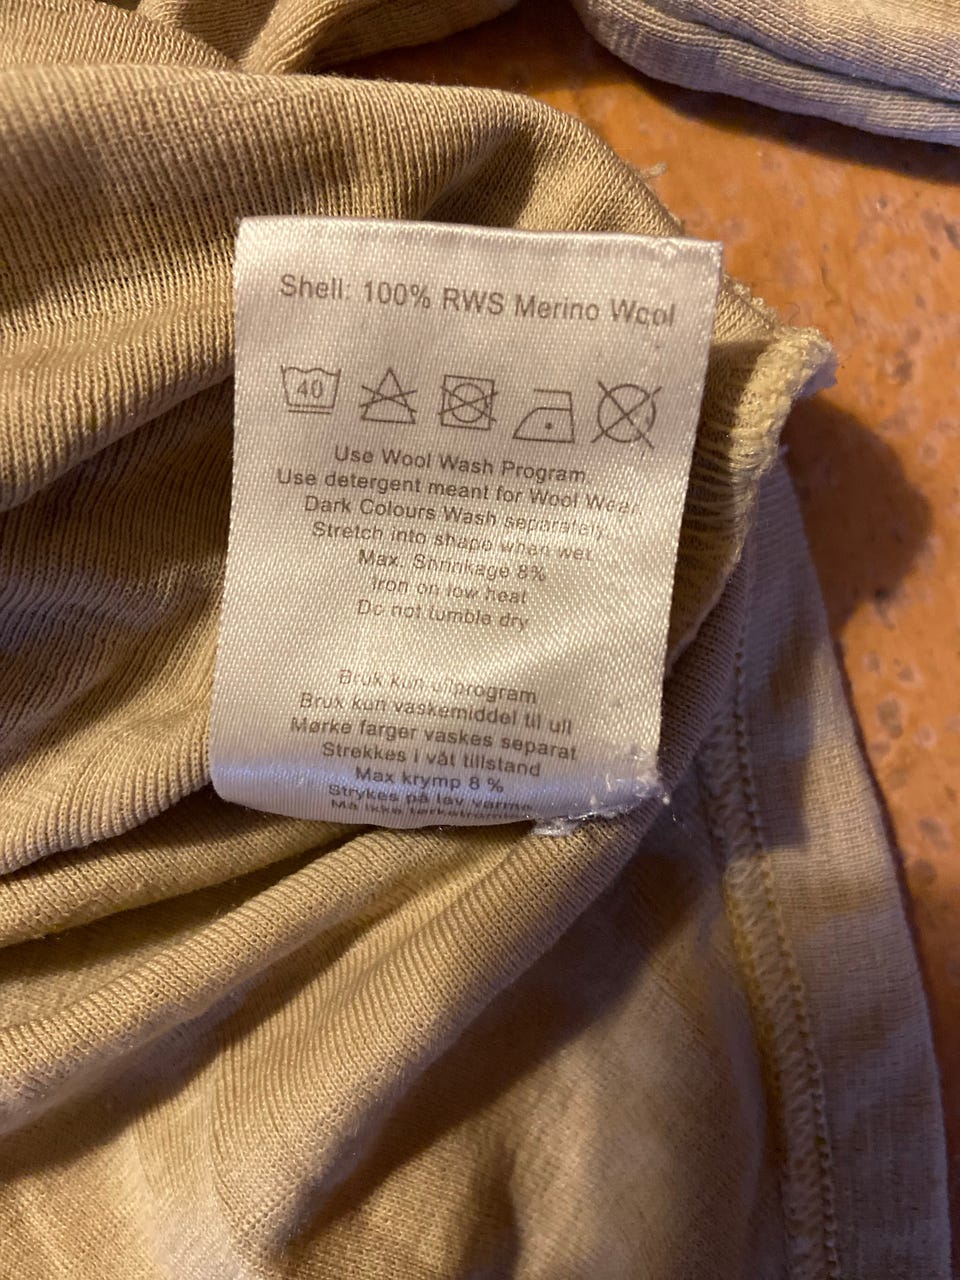 Shell: 100% RWS Merino Wool
40
Use Wool Wash Program.
Use detergent meant for Wool Wear.
Dark Colours Wash separately.
Stretch into shape when wet.
Max. Shrinkage 8%
Iron on low heat
Do not tumble dry
Bruk kun ullprogram
Bruk kun vaskemiddel til ull
Mørke farger vaskes separat
Strekkes i våt tillstand
Max krymp 8 %
Strykes på lav varme
Må ikke